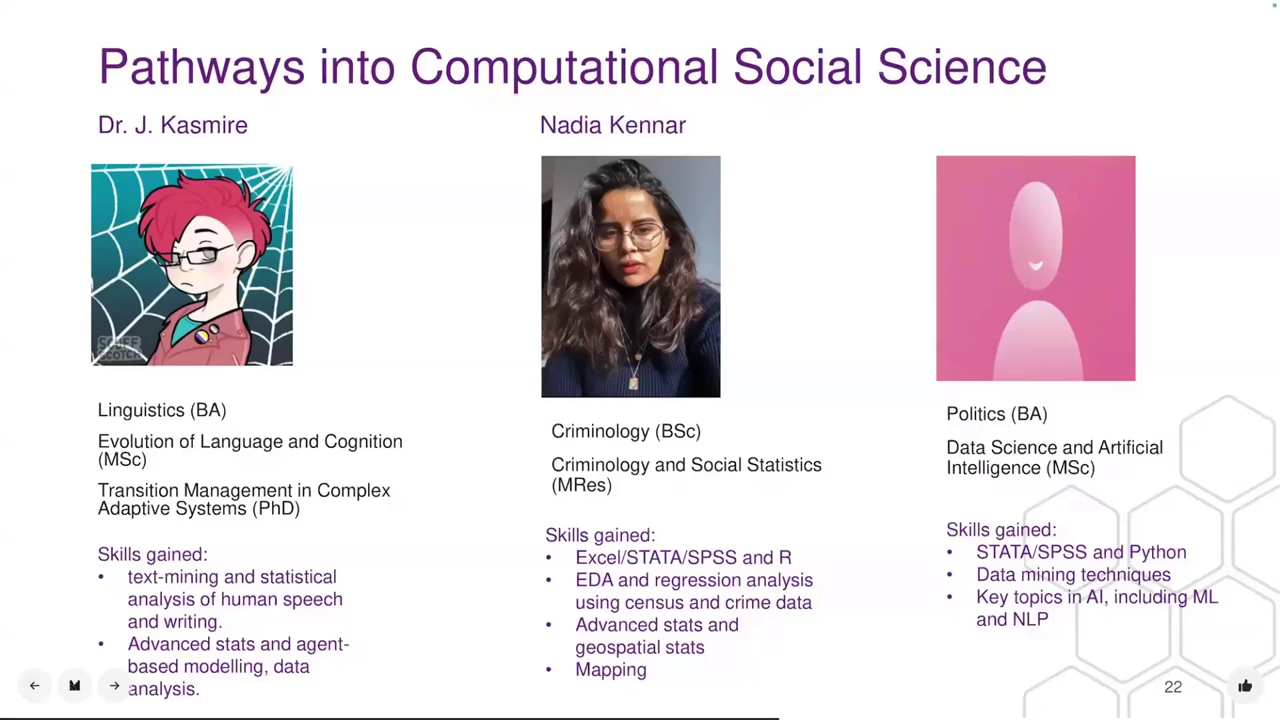 Pathways into Computational Social Science
Dr. J. Kasmire
Linguistics (BA)
Evolution of Language and Cognition
(MSc)
Transition Management in Complex
Adaptive Systems (PhD)
Skills gained:
• text-mining and statistical
analysis of human speech
and writing.
• Advanced stats and agent-
based modelling, data
analysis.
Nadia Kennar
Criminology (BSc)
Criminology and Social Statistics
(MRes)
Skills gained:
• Excel/STATA/SPSS and R
• EDA and regression analysis
using census and crime data
• Advanced stats and
geospatial stats
• Mapping
Politics (BA)
Data Science and Artificial
Intelligence (MSc)
Skills gained:
• STATA/SPSS and Python
• Data mining techniques
• Key topics in AI, including ML
and NLP
22